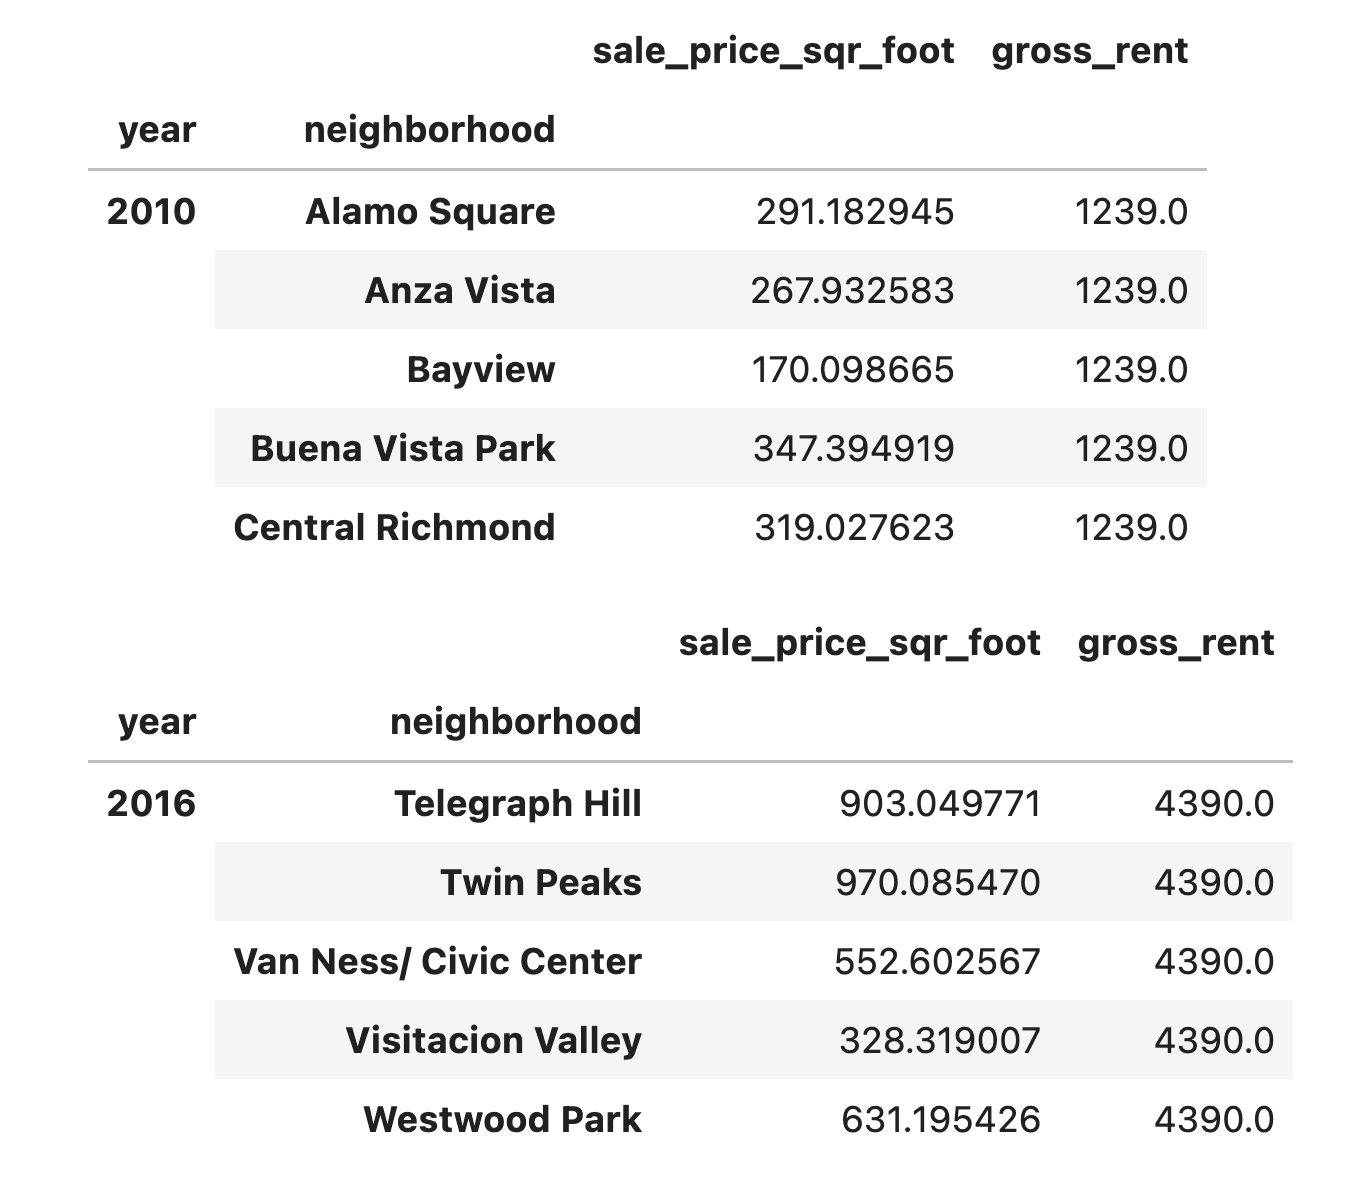 sale_price_sqr_foot gross_rent
year neighborhood
2010 Alamo Square 291.182945 1239.0
Anza Vista 267.932583 1239.0
Bayview 170.098665 1239.0
Buena Vista Park 347.394919 1239.0
Central Richmond 319.027623 1239.0
sale_price_sqr_foot gross_rent
year neighborhood
2016 Telegraph Hill 903.049771 4390.0
Twin Peaks 970.085470 4390.0
Van Ness/ Civic Center 552.602567 4390.0
Visitacion Valley 328.319007 4390.0
Westwood Park 631.195426 4390.0